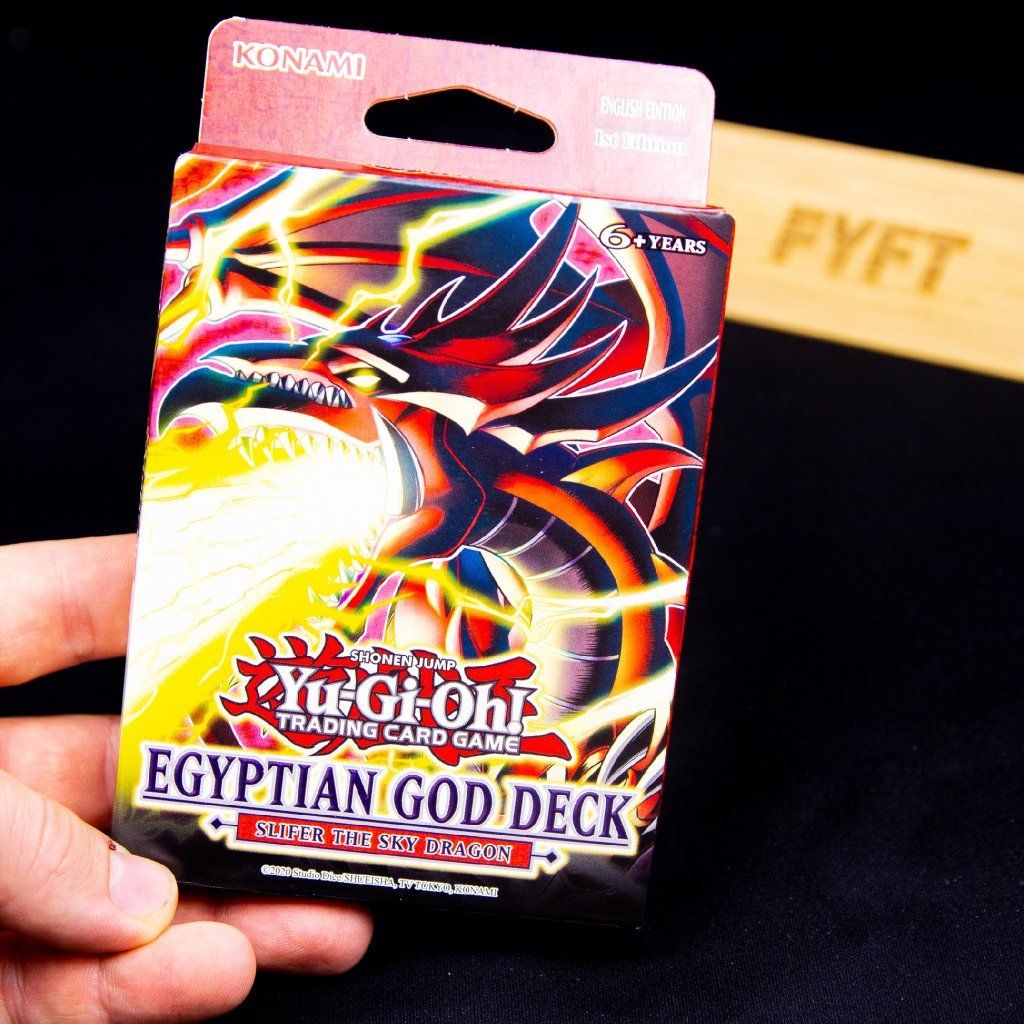 KONAMI
ENGLISH EDITION
1st Edition
6+ YEARS
FYFT
SHONEN JUMP
Yu-Gi-Oh!
TRADING CARD GAME
EGYPTIAN GOD DECK
SLIFER THE SKY DRAGON
©2020 Studio Dice/SHUEISHA, TV TOKYO, KONAMI